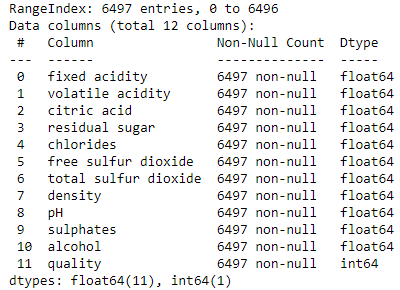 RangeIndex: 6497 entries, 0 to 6496
Data columns (total 12 columns):
 #   Column                Non-Null Count  Dtype
---  ------                --------------  -----
 0   fixed acidity         6497 non-null   float64
 1   volatile acidity      6497 non-null   float64
 2   citric acid           6497 non-null   float64
 3   residual sugar        6497 non-null   float64
 4   chlorides             6497 non-null   float64
 5   free sulfur dioxide   6497 non-null   float64
 6   total sulfur dioxide  6497 non-null   float64
 7   density               6497 non-null   float64
 8   pH                    6497 non-null   float64
 9   sulphates             6497 non-null   float64
 10  alcohol               6497 non-null   float64
 11  quality               6497 non-null   int64
dtypes: float64(11), int64(1)